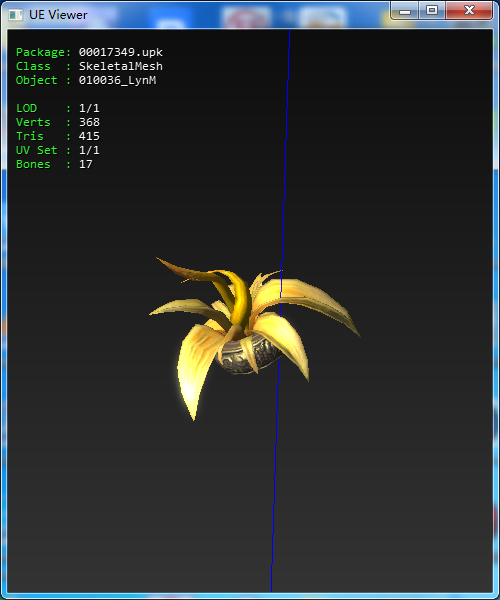 UE Viewer
Package: 00017349.upk
Class : SkeletalMesh
Object : 010036_LynM
LOD : 1/1
Verts : 368
Tris : 415
UV Set : 1/1
Bones : 17